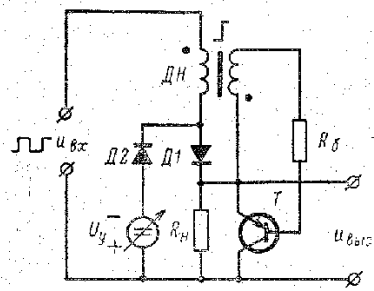 ДН
u вх
Д2
Д1
R б
T
U у
−
+
=
R н
u вых